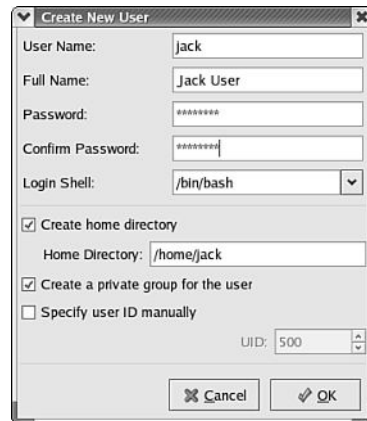 Create New User
User Name: jack
Full Name: Jack User
Password: ********
Confirm Password: ********
Login Shell: /bin/bash
Create home directory
Home Directory: /home/jack
Create a private group for the user
Specify user ID manually
UID: 500
Cancel OK